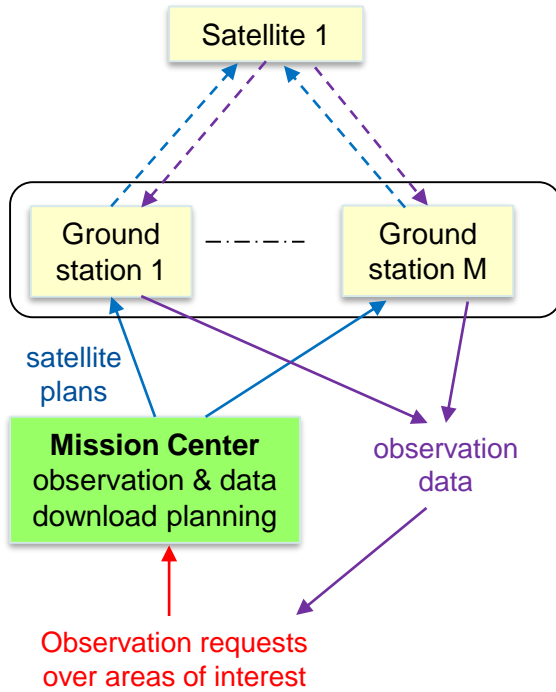 Satellite 1
Ground
station 1
Ground
station M
satellite
plans
Mission Center
observation & data
download planning
observation
data
Observation requests
over areas of interest